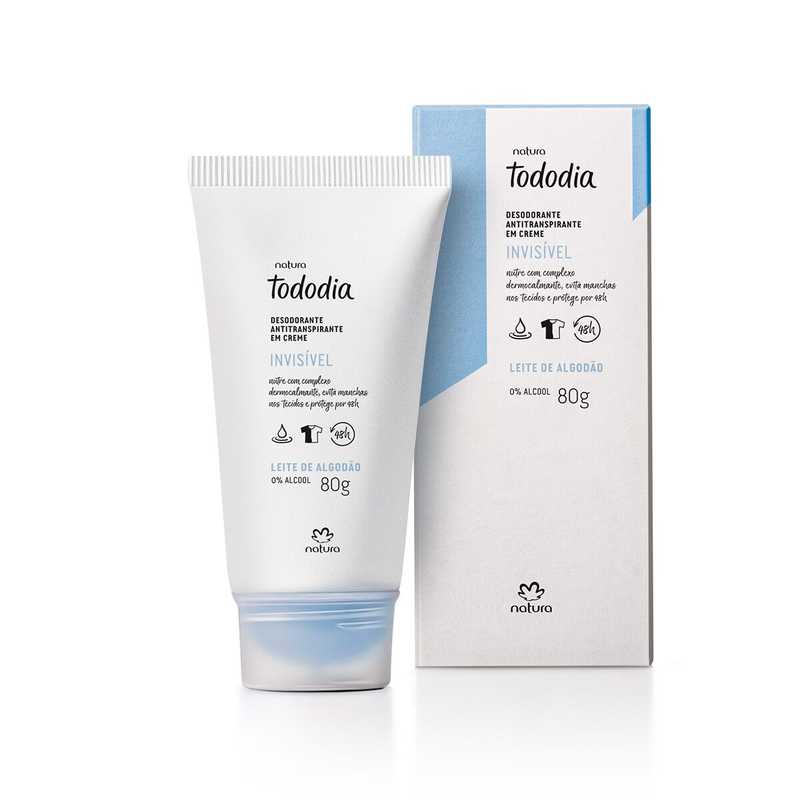 natura
tododia
DESODORANTE
ANTITRANSPIRANTE
EM CREME
INVISÍVEL
nutre com complexo
dermocalmante, evita manchas
nos tecidos e protege por 48h
48h
LEITE DE ALGODÃO
0% ALCOOL 80g
natura
natura
tododia
DESODORANTE
ANTITRANSPIRANTE
EM CREME
INVISÍVEL
nutre com complexo
dermocalmante, evita manchas
nos tecidos e protege por 48h
48h
LEITE DE ALGODÃO
0% ALCOOL 80g
natura